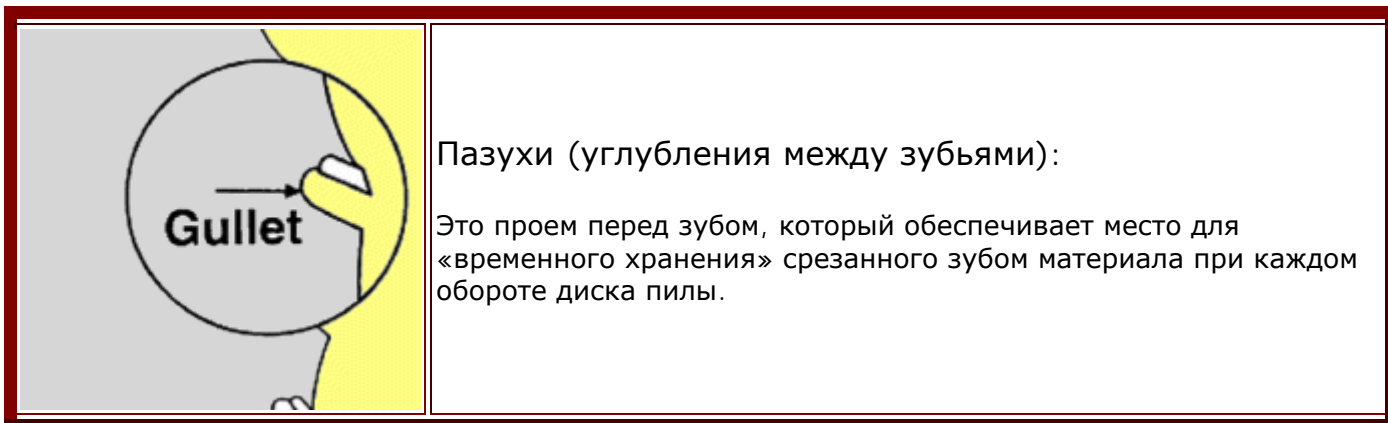 Gullet
Пазухи (углубления между зубьями):
Это проем перед зубом, который обеспечивает место для
«временного хранения» срезанного зубом материала при каждом
обороте диска пилы.